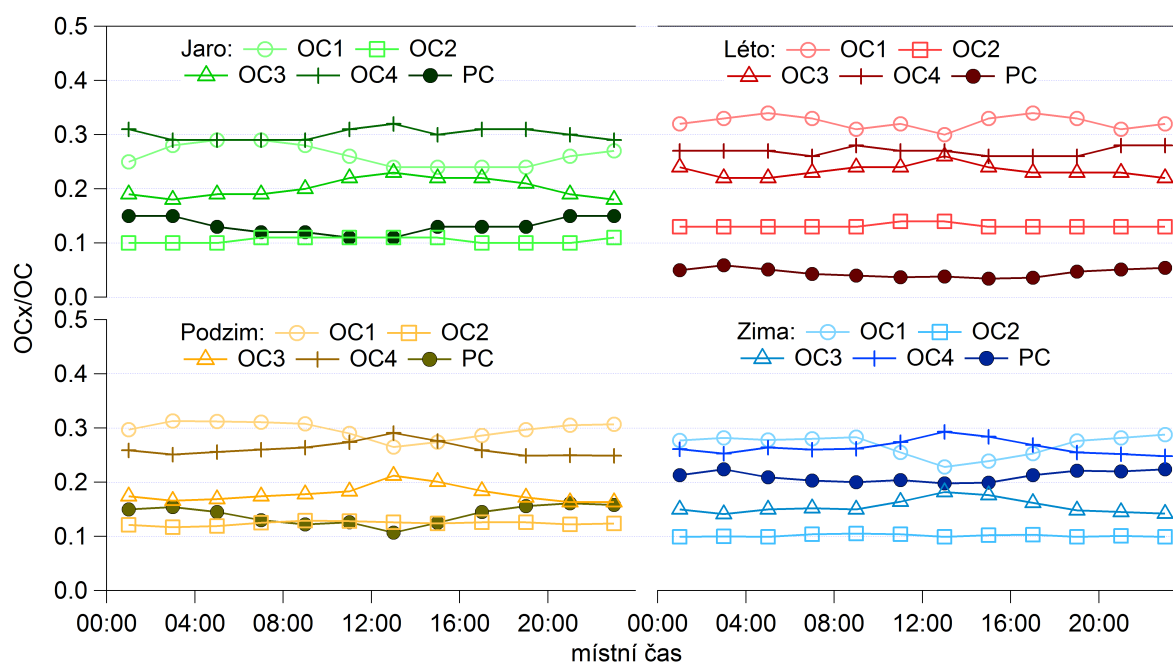 OCx/OC
0.5
0.4
0.3
0.2
0.1
0.0
Jaro: OC1 OC2
OC3 OC4 PC
Léto: OC1 OC2
OC3 OC4 PC
0.5
0.4
0.3
0.2
0.1
0.0
Podzim: OC1 OC2
OC3 OC4 PC
Zima: OC1 OC2
OC3 OC4 PC
00:00 04:00 08:00 12:00 16:00 20:00
00:00 04:00 08:00 12:00 16:00 20:00
místní čas